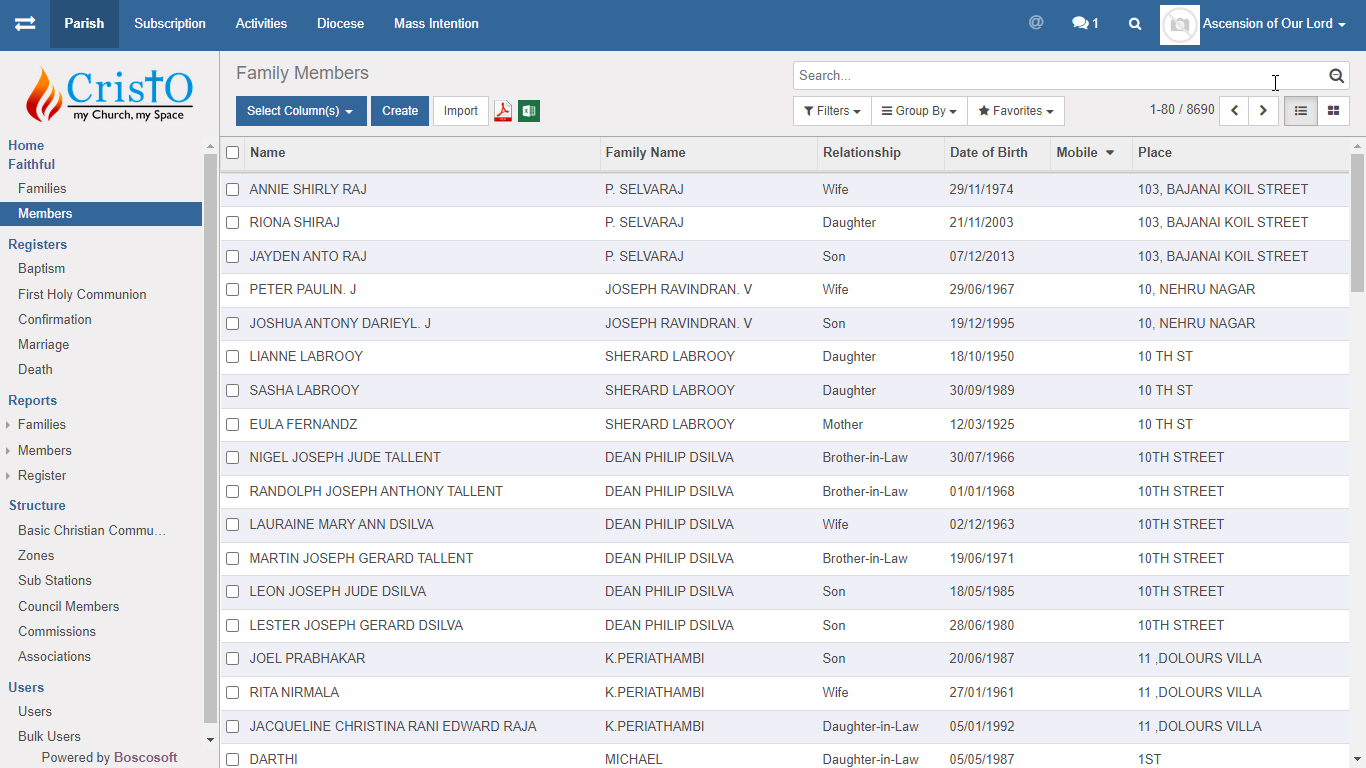 Parish Subscription Activities Diocese Mass Intention @ 1 Ascension of Our Lord
CristO
my Church, my Space
Family Members
Search...
Select Column(s) Create Import Filters Group By Favorites 1-80 / 8690
Home
Faithful
Families
Members
Registers
Baptism
First Holy Communion
Confirmation
Marriage
Death
Reports
Families
Members
Register
Structure
Basic Christian Commu...
Zones
Sub Stations
Council Members
Commissions
Associations
Users
Users
Bulk Users
Powered by Boscosoft
Name Family Name Relationship Date of Birth Mobile Place
ANNIE SHIRLY RAJ P. SELVARAJ Wife 29/11/1974 103, BAJANAI KOIL STREET
RIONA SHIRAJ P. SELVARAJ Daughter 21/11/2003 103, BAJANAI KOIL STREET
JAYDEN ANTO RAJ P. SELVARAJ Son 07/12/2013 103, BAJANAI KOIL STREET
PETER PAULIN. J JOSEPH RAVINDRAN. V Wife 29/06/1967 10, NEHRU NAGAR
JOSHUA ANTONY DARIEYL. J JOSEPH RAVINDRAN. V Son 19/12/1995 10, NEHRU NAGAR
LIANNE LABROOY SHERARD LABROOY Daughter 18/10/1950 10 TH ST
SASHA LABROOY SHERARD LABROOY Daughter 30/09/1989 10 TH ST
EULA FERNANDZ SHERARD LABROOY Mother 12/03/1925 10 TH ST
NIGEL JOSEPH JUDE TALLENT DEAN PHILIP DSILVA Brother-in-Law 30/07/1966 10TH STREET
RANDOLPH JOSEPH ANTHONY TALLENT DEAN PHILIP DSILVA Brother-in-Law 01/01/1968 10TH STREET
LAURAINE MARY ANN DSILVA DEAN PHILIP DSILVA Wife 02/12/1963 10TH STREET
MARTIN JOSEPH GERARD TALLENT DEAN PHILIP DSILVA Brother-in-Law 19/06/1971 10TH STREET
LEON JOSEPH JUDE DSILVA DEAN PHILIP DSILVA Son 18/05/1985 10TH STREET
LESTER JOSEPH GERARD DSILVA DEAN PHILIP DSILVA Son 28/06/1980 10TH STREET
JOEL PRABHAKAR K.PERIATHAMBI Son 20/06/1987 11 ,DOLOURS VILLA
RITA NIRMALA K.PERIATHAMBI Wife 27/01/1961 11 ,DOLOURS VILLA
JACQUELINE CHRISTINA RANI EDWARD RAJA K.PERIATHAMBI Daughter-in-Law 05/01/1992 11 ,DOLOURS VILLA
DARTHI MICHAEL Daughter-in-Law 05/05/1987 1ST